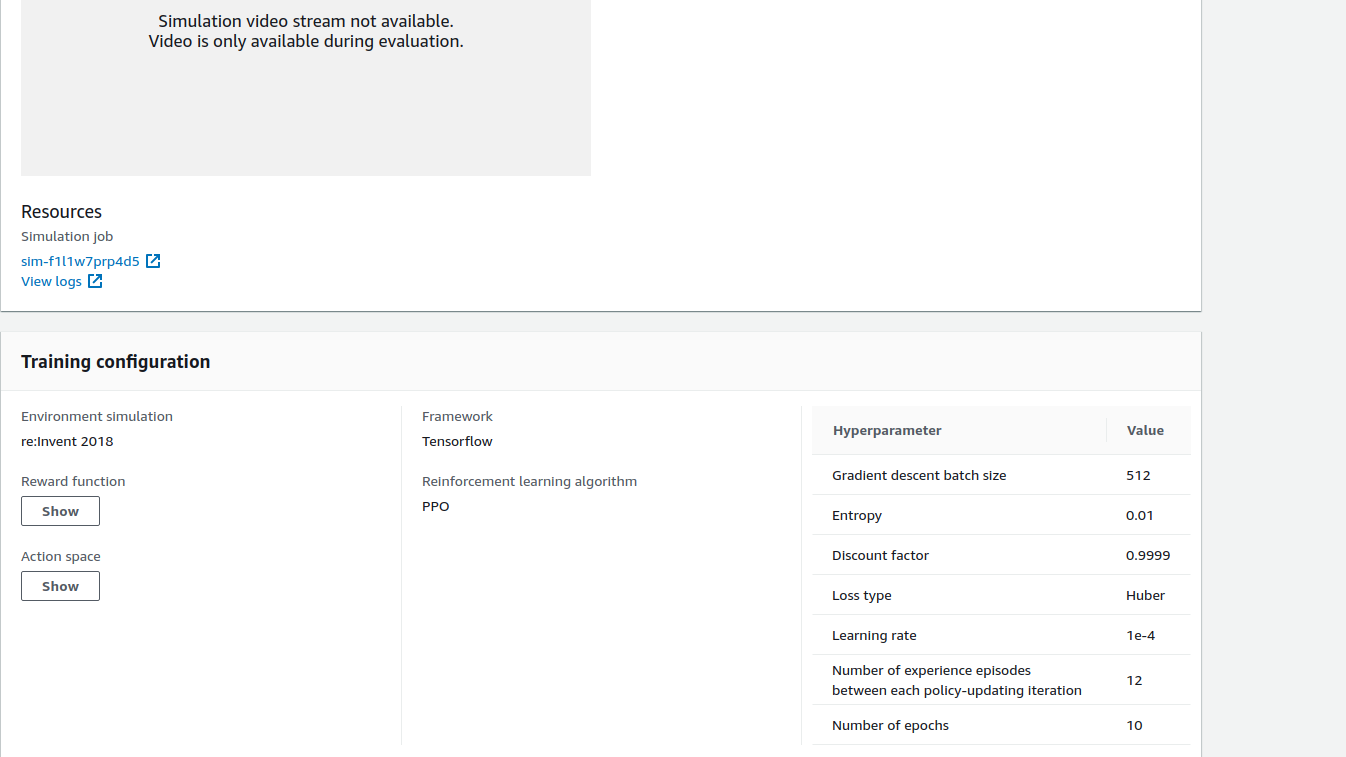 Simulation video stream not available.
Video is only available during evaluation.
Resources
Simulation job
sim-f1l1w7prp4d5
View logs
Training configuration
Environment simulation
re:Invent 2018
Reward function
Show
Action space
Show
Framework
Tensorflow
Reinforcement learning algorithm
PPO
Hyperparameter Value
Gradient descent batch size 512
Entropy 0.01
Discount factor 0.9999
Loss type Huber
Learning rate 1e-4
Number of experience episodes
between each policy-updating iteration 12
Number of epochs 10